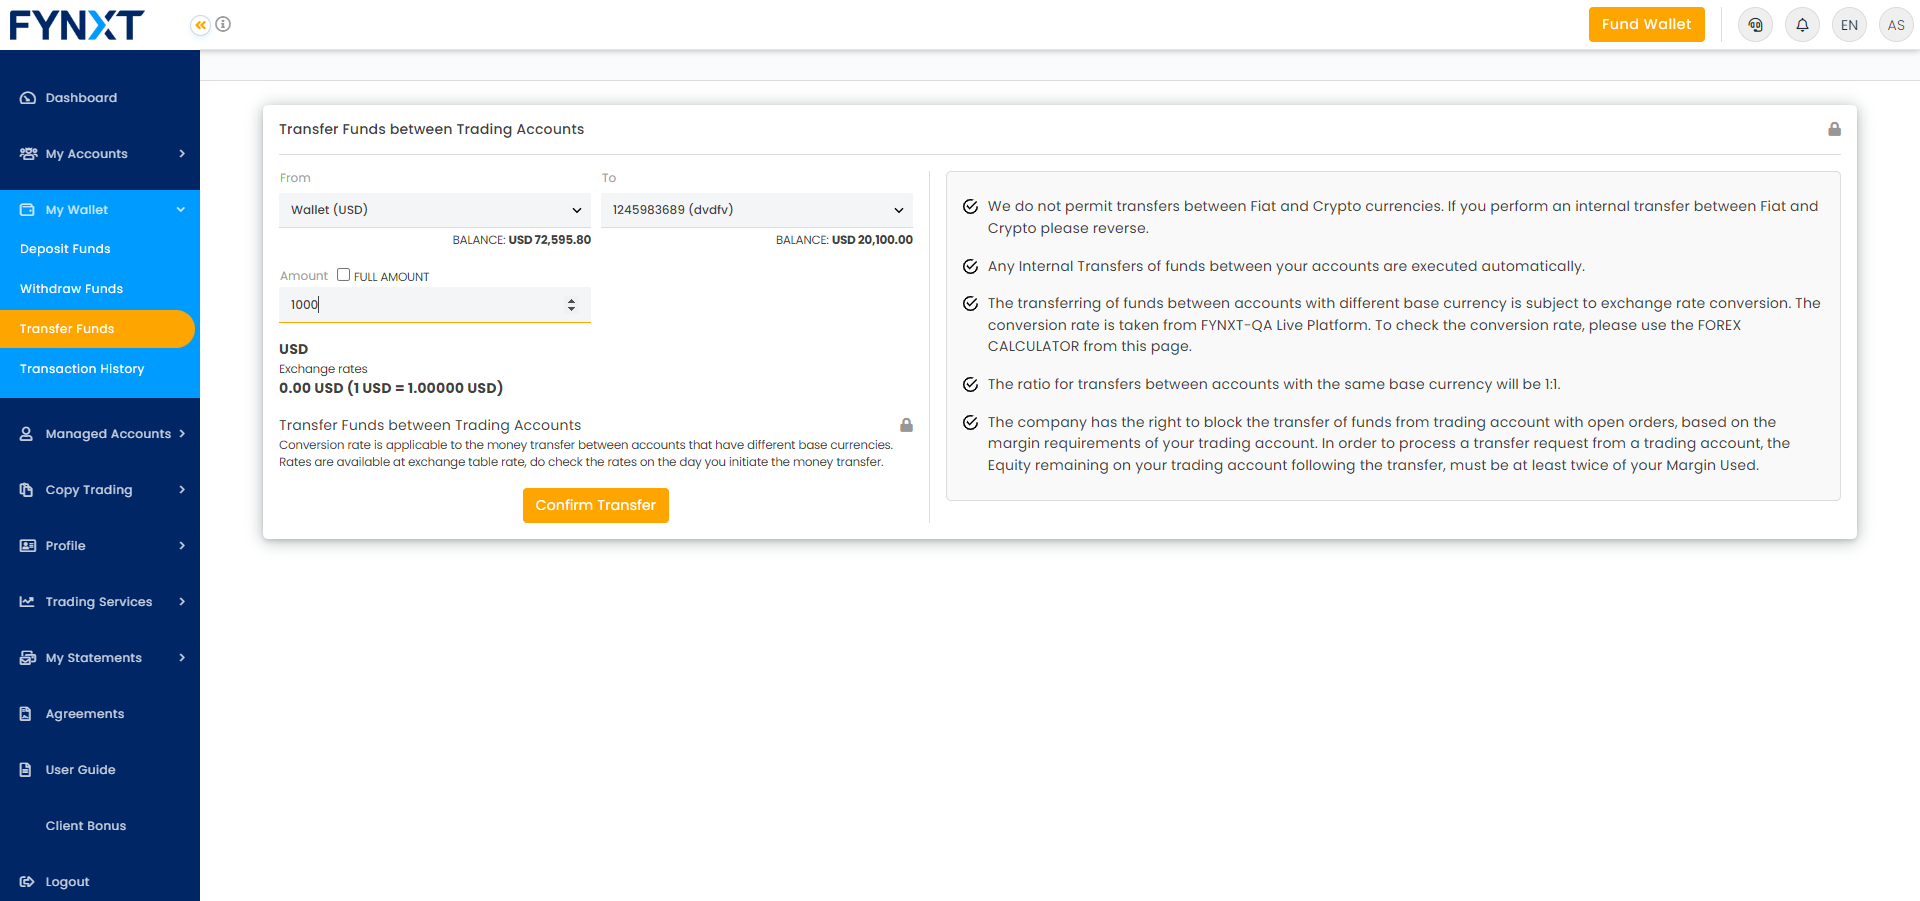 FYNXT
Fund Wallet
EN
AS
Dashboard
My Accounts
My Wallet
Deposit Funds
Withdraw Funds
Transfer Funds
Transaction History
Managed Accounts
Copy Trading
Profile
Trading Services
My Statements
Agreements
User Guide
Client Bonus
Logout
Transfer Funds between Trading Accounts
From
To
Wallet (USD)
1245983689 (dvdfv)
BALANCE: USD 72,595.80
BALANCE: USD 20,100.00
Amount
FULL AMOUNT
1000
USD
Exchange rates
0.00 USD (1 USD = 1.00000 USD)
Transfer Funds between Trading Accounts
Conversion rate is applicable to the money transfer between accounts that have different base currencies.
Rates are available at exchange table rate, do check the rates on the day you initiate the money transfer.
Confirm Transfer
We do not permit transfers between Fiat and Crypto currencies. If you perform an internal transfer between Fiat and
Crypto please reverse.
Any Internal Transfers of funds between your accounts are executed automatically.
The transferring of funds between accounts with different base currency is subject to exchange rate conversion. The
conversion rate is taken from FYNXT-QA Live Platform. To check the conversion rate, please use the FOREX
CALCULATOR from this page.
The ratio for transfers between accounts with the same base currency will be 1:1.
The company has the right to block the transfer of funds from trading account with open orders, based on the
margin requirements of your trading account. In order to process a transfer request from a trading account, the
Equity remaining on your trading account following the transfer, must be at least twice of your Margin Used.